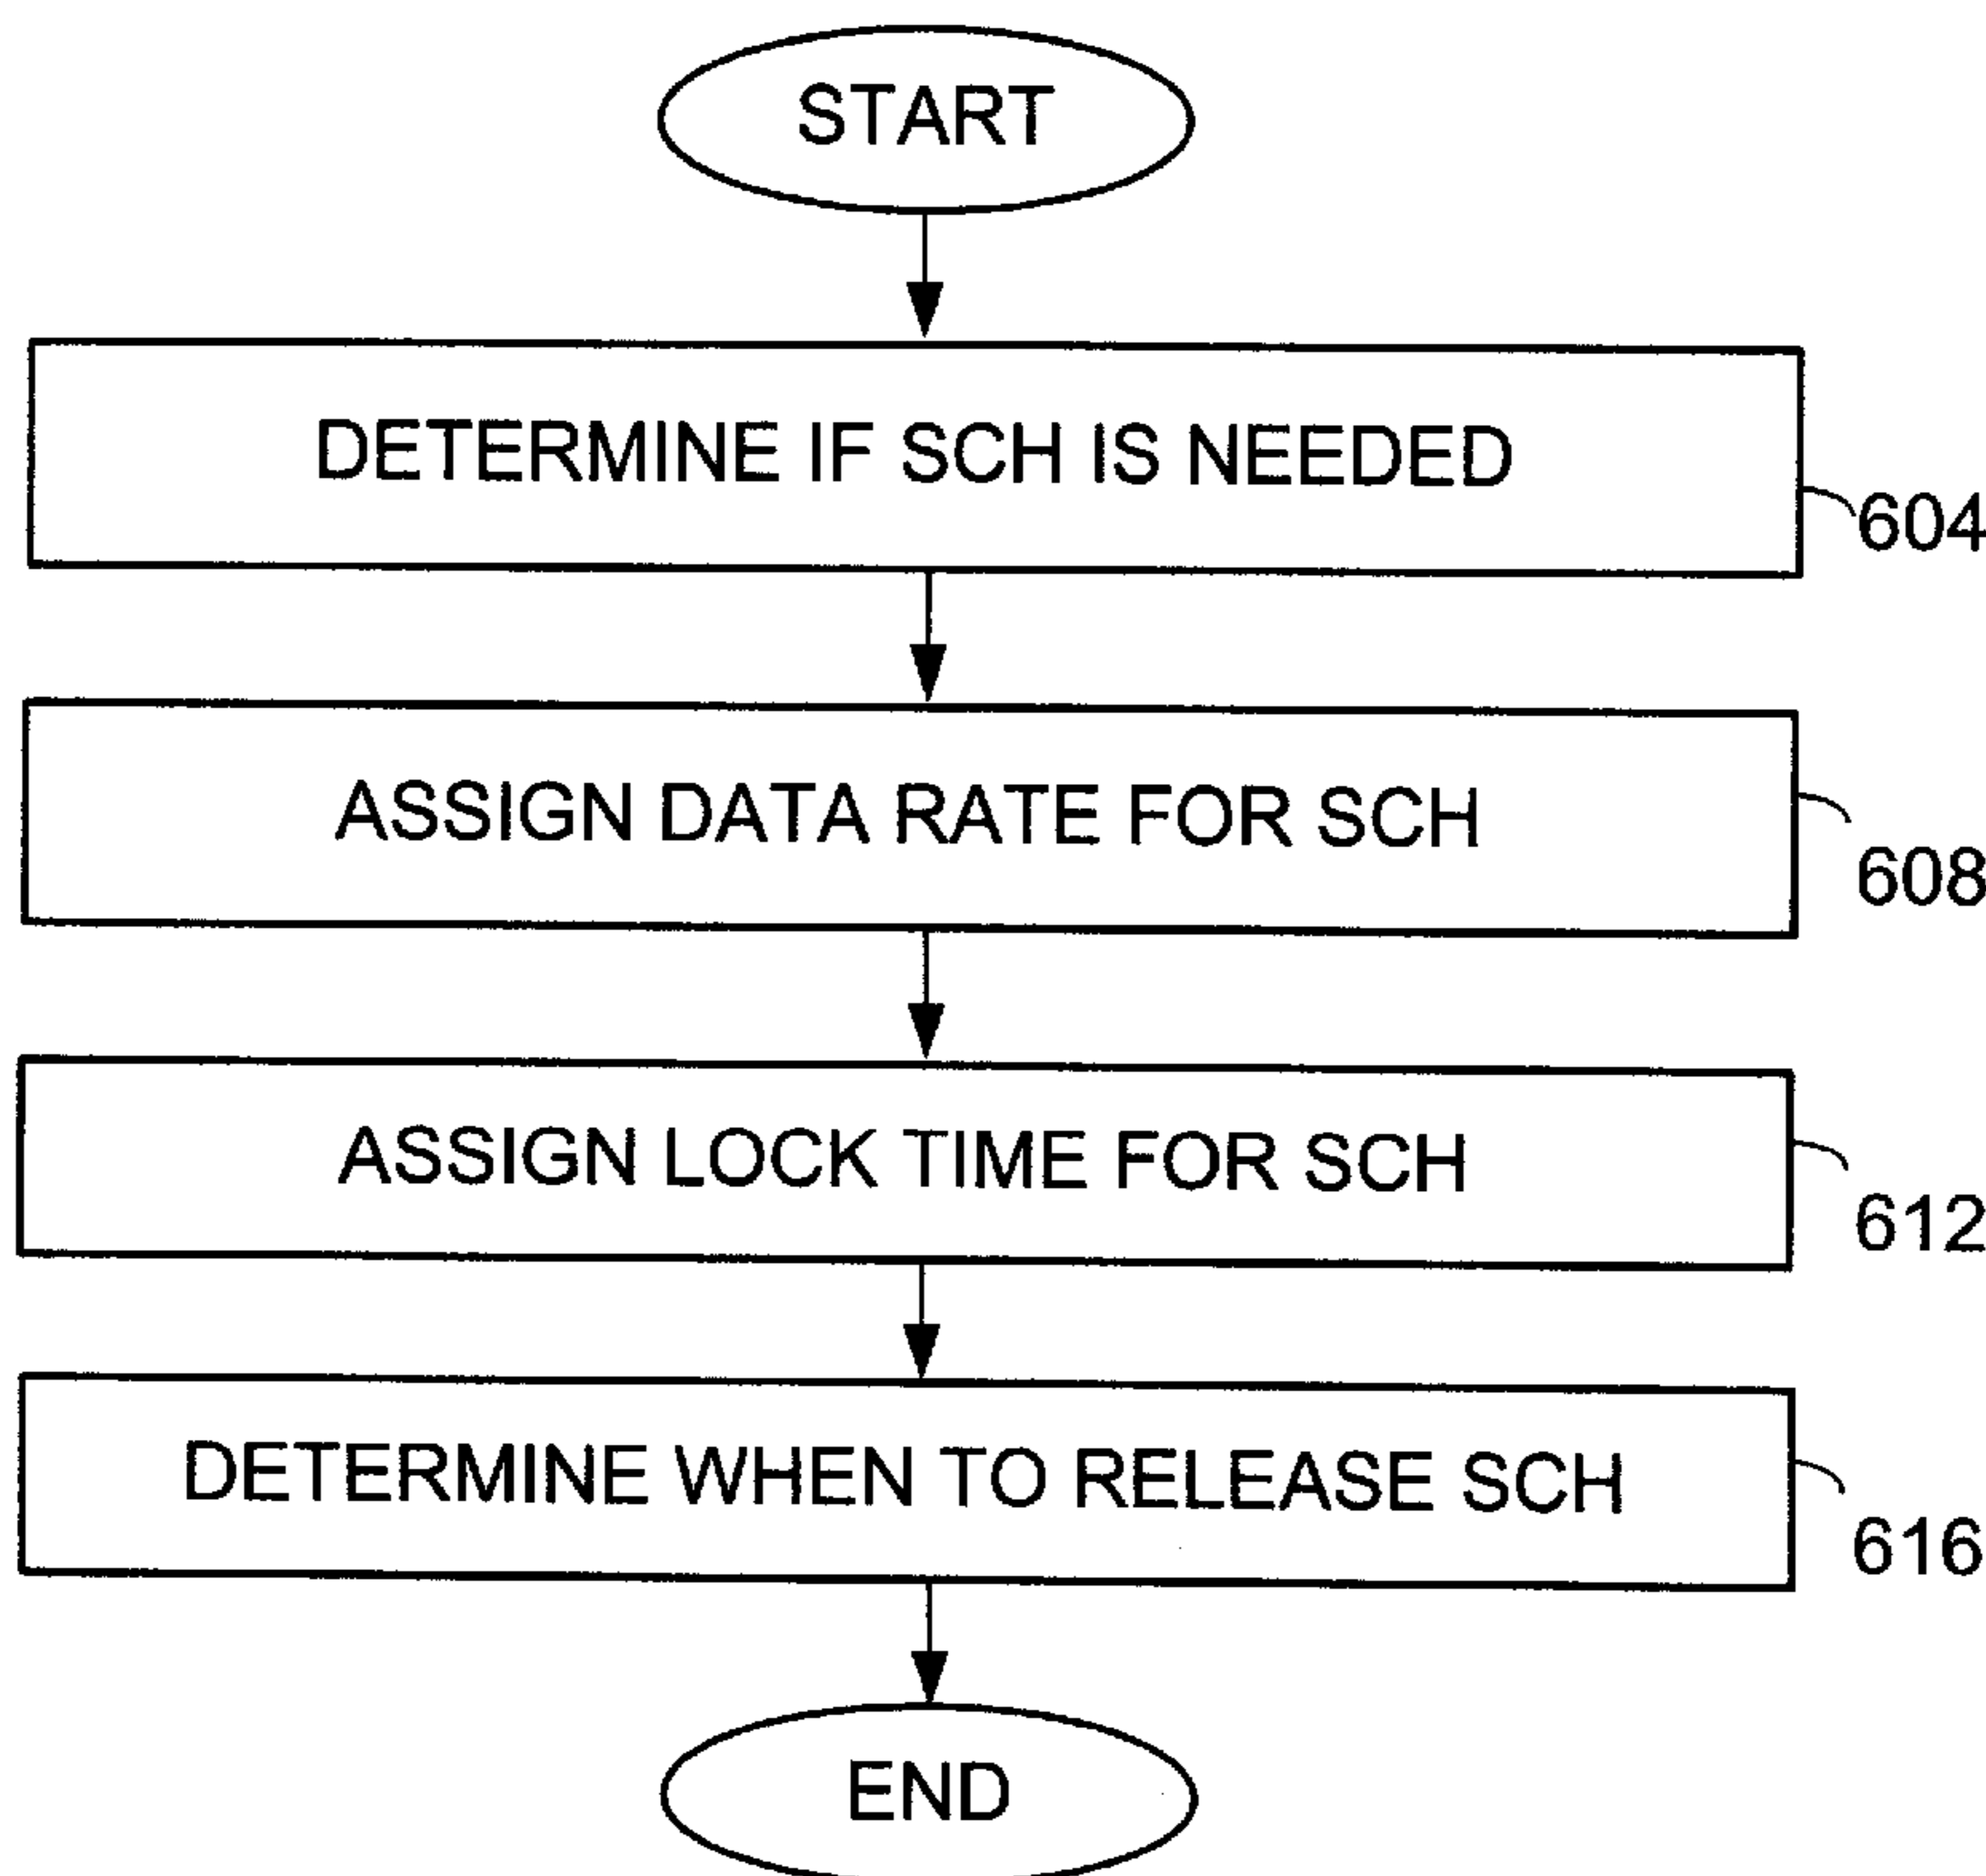 START
DETERMINE IF SCH IS NEEDED
604
ASSIGN DATA RATE FOR SCH
608
ASSIGN LOCK TIME FOR SCH
612
DETERMINE WHEN TO RELEASE SCH
616
END